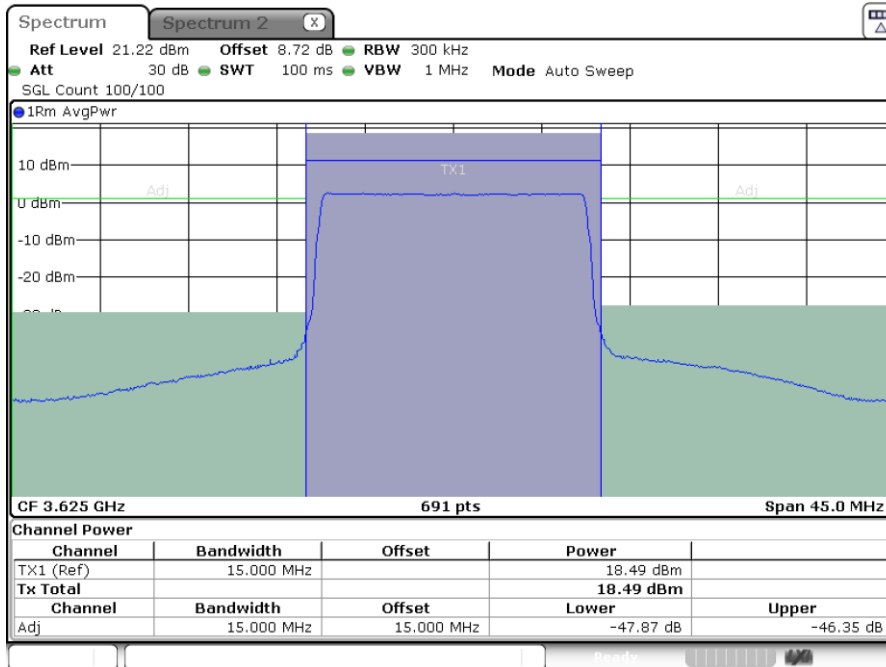 Spectrum Spectrum 2 X
Ref Level 21.22 dBm Offset 8.72 dB RBW 300 kHz
Att 30 dB SWT 100 ms VBW 1 MHz Mode Auto Sweep
SGL Count 100/100
1Rm AvgPwr
10 dBm
TX1
Adj Adj
0 dBm
-10 dBm
-20 dBm
CF 3.625 GHz 691 pts Span 45.0 MHz
Channel Power
Channel Bandwidth Offset Power
TX1 (Ref) 15.000 MHz 18.49 dBm
Tx Total 18.49 dBm
Channel Bandwidth Offset Lower Upper
Adj 15.000 MHz 15.000 MHz -47.87 dB -46.35 dB
Ready